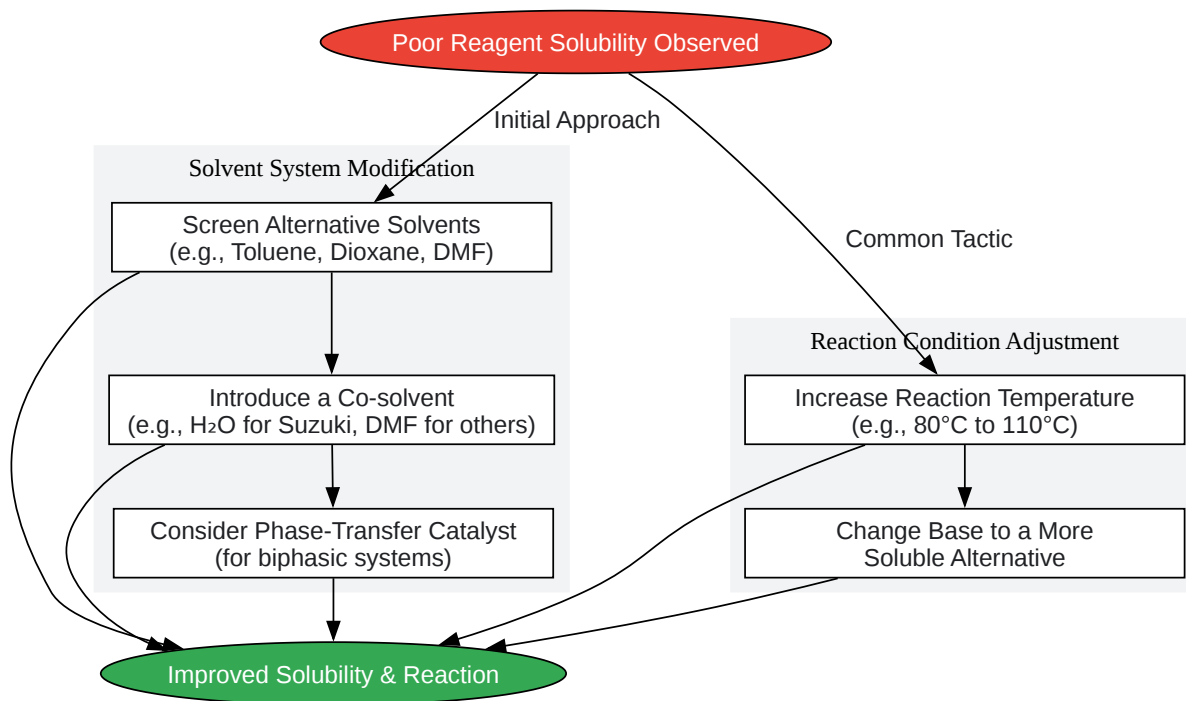 Poor Reagent Solubility Observed
Initial Approach
Solvent System Modification
Screen Alternative Solvents
(e.g., Toluene, Dioxane, DMF)
Common Tactic
Reaction Condition Adjustment
Introduce a Co-solvent
(e.g., H₂O for Suzuki, DMF for others)
Increase Reaction Temperature
(e.g., 80°C to 110°C)
Consider Phase-Transfer Catalyst
(for biphasic systems)
Change Base to a More
Soluble Alternative
Improved Solubility & Reaction